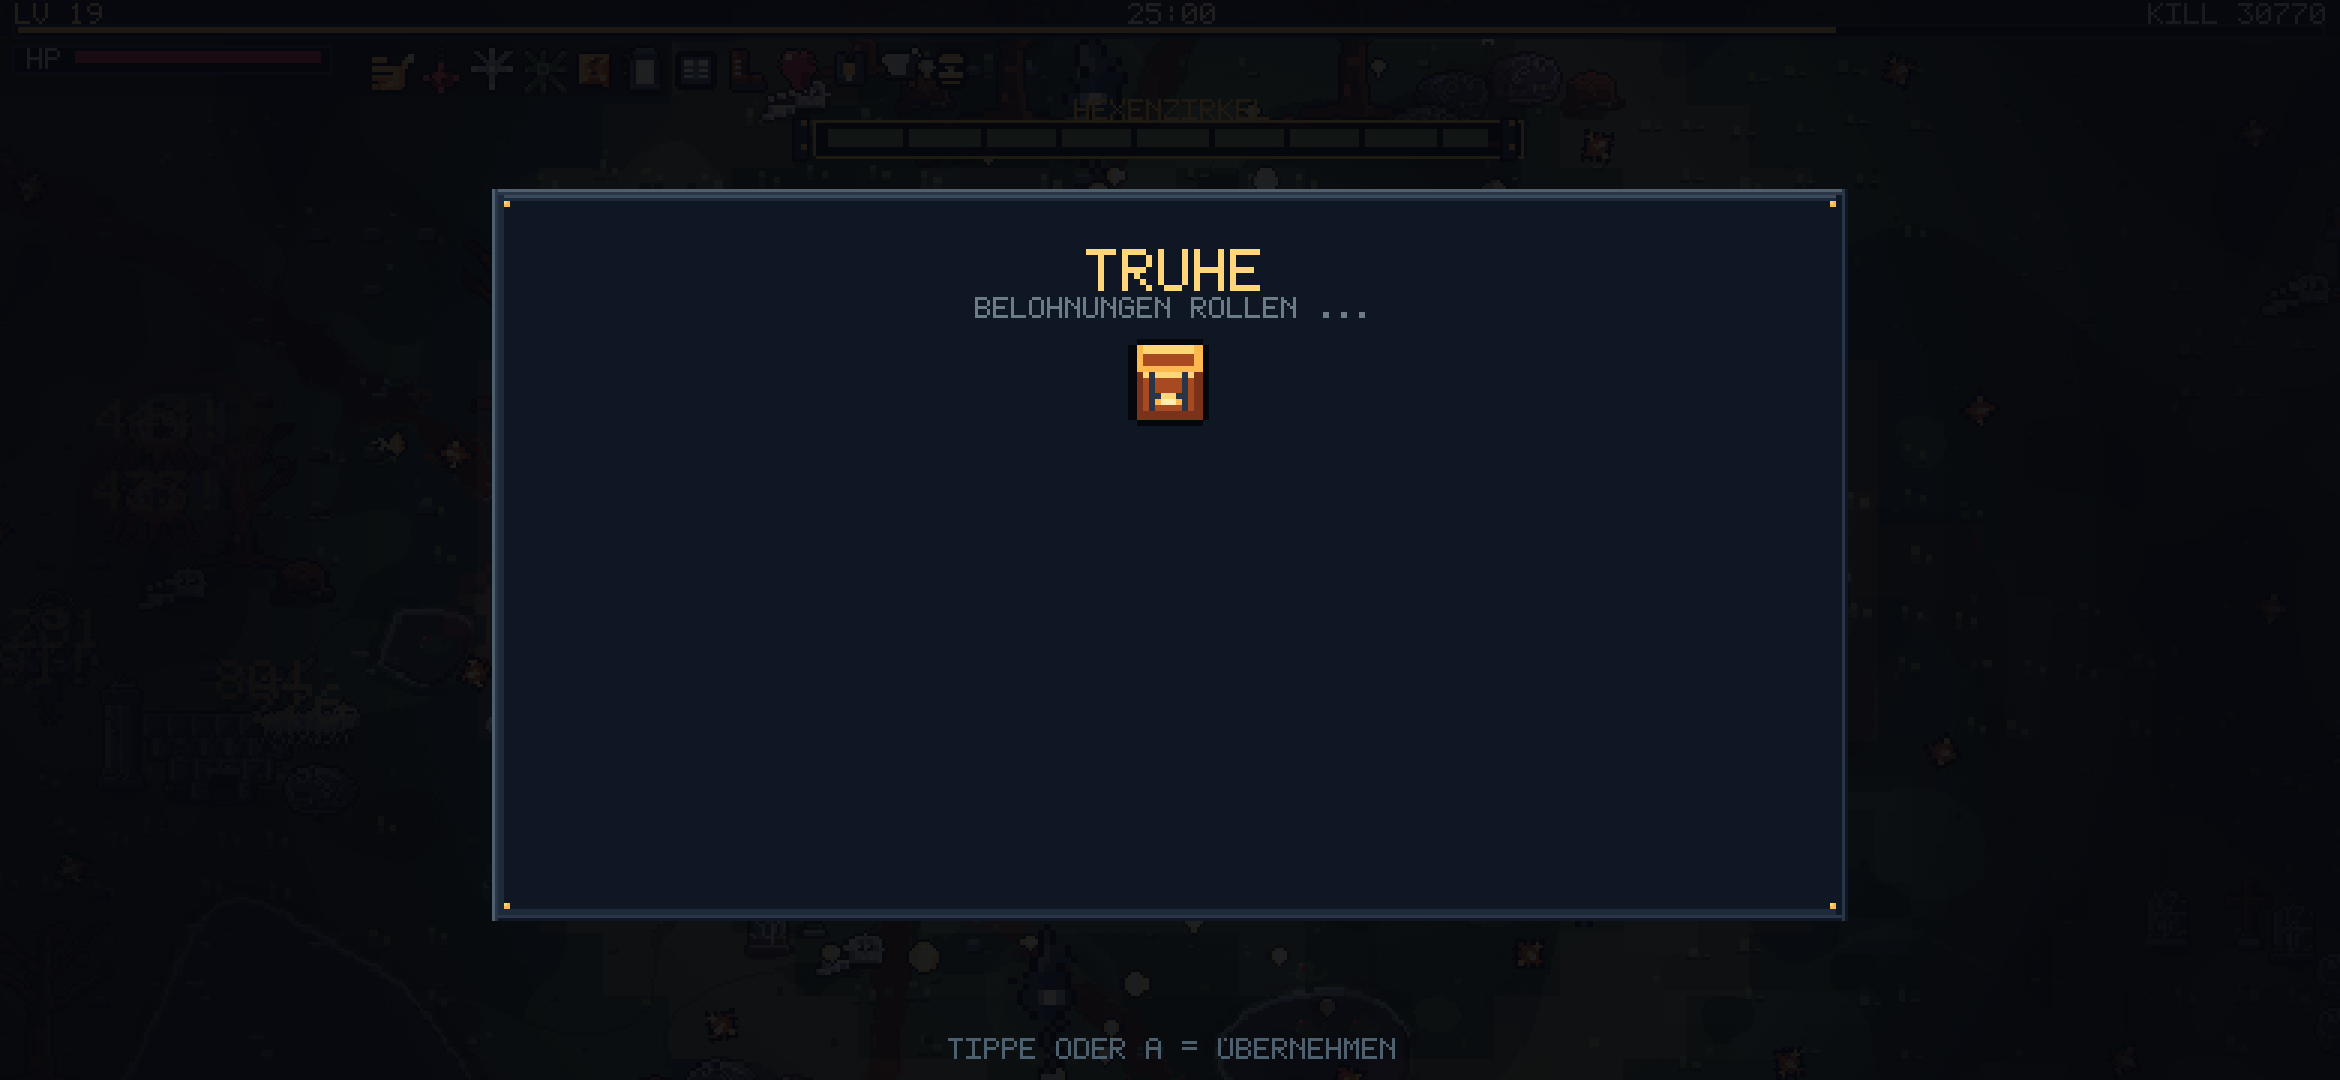 LV 19
25:00
KILL 30770
HP
HEXENZIRKEL
TRUHE
BELOHNUNGEN ROLLEN ...
TIPPE ODER A = ÜBERNEHMEN